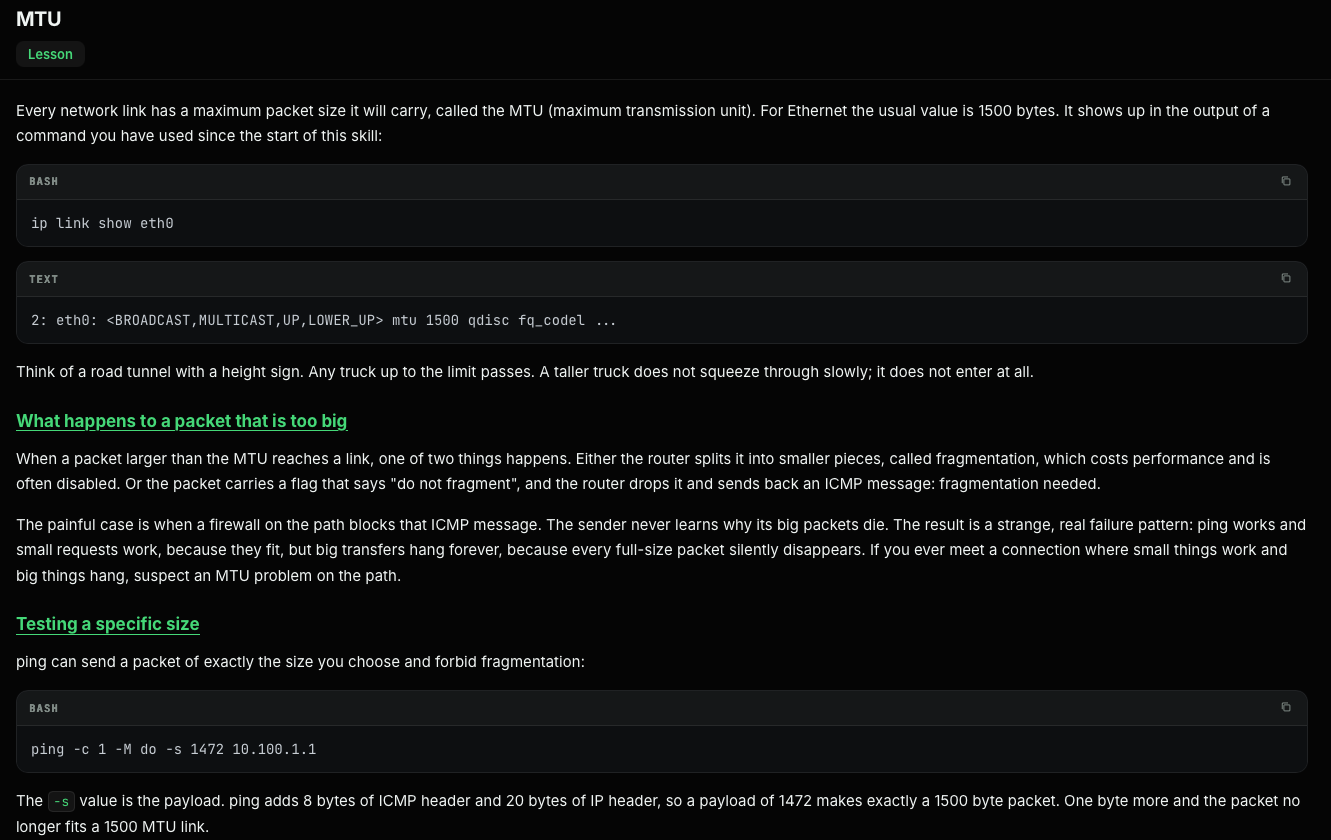 MTU
Lesson
Every network link has a maximum packet size it will carry, called the MTU (maximum transmission unit). For Ethernet the usual value is 1500 bytes. It shows up in the output of a
command you have used since the start of this skill:
BASH
ip link show eth0
TEXT
2: eth0: <BROADCAST,MULTICAST,UP,LOWER_UP> mtu 1500 qdisc fq_codel ...
Think of a road tunnel with a height sign. Any truck up to the limit passes. A taller truck does not squeeze through slowly; it does not enter at all.
What happens to a packet that is too big
When a packet larger than the MTU reaches a link, one of two things happens. Either the router splits it into smaller pieces, called fragmentation, which costs performance and is
often disabled. Or the packet carries a flag that says "do not fragment", and the router drops it and sends back an ICMP message: fragmentation needed.
The painful case is when a firewall on the path blocks that ICMP message. The sender never learns why its big packets die. The result is a strange, real failure pattern: ping works and
small requests work, because they fit, but big transfers hang forever, because every full-size packet silently disappears. If you ever meet a connection where small things work and
big things hang, suspect an MTU problem on the path.
Testing a specific size
ping can send a packet of exactly the size you choose and forbid fragmentation:
BASH
ping -c 1 -M do -s 1472 10.100.1.1
The -s value is the payload. ping adds 8 bytes of ICMP header and 20 bytes of IP header, so a payload of 1472 makes exactly a 1500 byte packet. One byte more and the packet no
longer fits a 1500 MTU link.